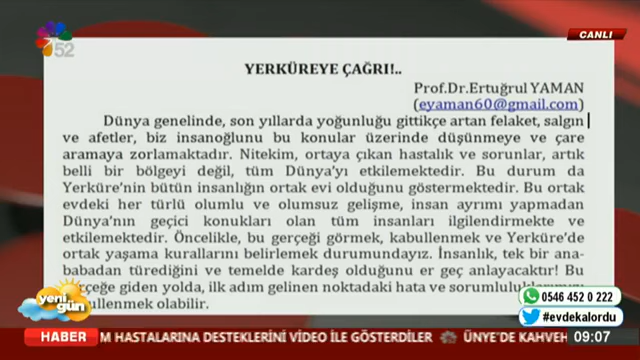 52
CANLI
YERKÜREYE ÇAĞRI!..
Prof.Dr.Ertuğrul YAMAN
(eyaman60@gmail.com)
Dünya genelinde, son yıllarda yoğunluğu gittikçe artan felaket, salgın
ve afetler, biz insanoğlunu bu konular üzerinde düşünmeye ve çare
aramaya zorlamaktadır. Nitekim, ortaya çıkan hastalık ve sorunlar, artık
belli bir bölgeyi değil, tüm Dünya'yı etkilemektedir. Bu durum da
Yerküre'nin bütün insanlığın ortak evi olduğunu göstermektedir. Bu ortak
evdeki her türlü olumlu ve olumsuz gelişme, insan ayrımı yapmadan
Dünya'nın geçici konukları olan tüm insanları ilgilendirmekte ve
etkilemektedir. Öncelikle, bu gerçeği görmek, kabullenmek ve Yerküre'de
ortak yaşama kurallarını belirlemek durumundayız. İnsanlık, tek bir ana-
babadan türediğini ve temelde kardeş olduğunu er geç anlayacaktır! Bu
giden yolda, ilk adım gelinen noktadaki hata ve
olabilir.
yeni gün
0546 452 0 222
#evdekalordu
HABER
M HASTALARINA DESTEKLERİNİ VİDEO İLE GÖSTERDİLER
ÜNYE'DE KAHVEH
09:07